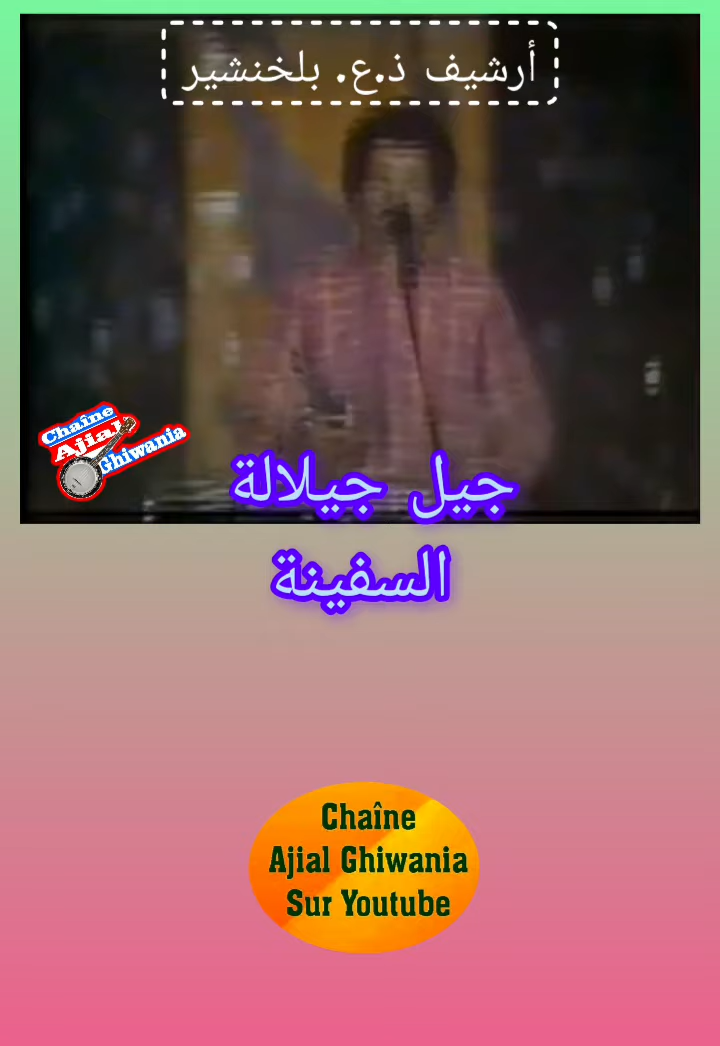 أرشيف ذ.ع. بلخنشير
Chaîne
Ajial
Ghiwania
جيل جيلالة
السفينة
Chaîne
Ajial Ghiwania
Sur Youtube